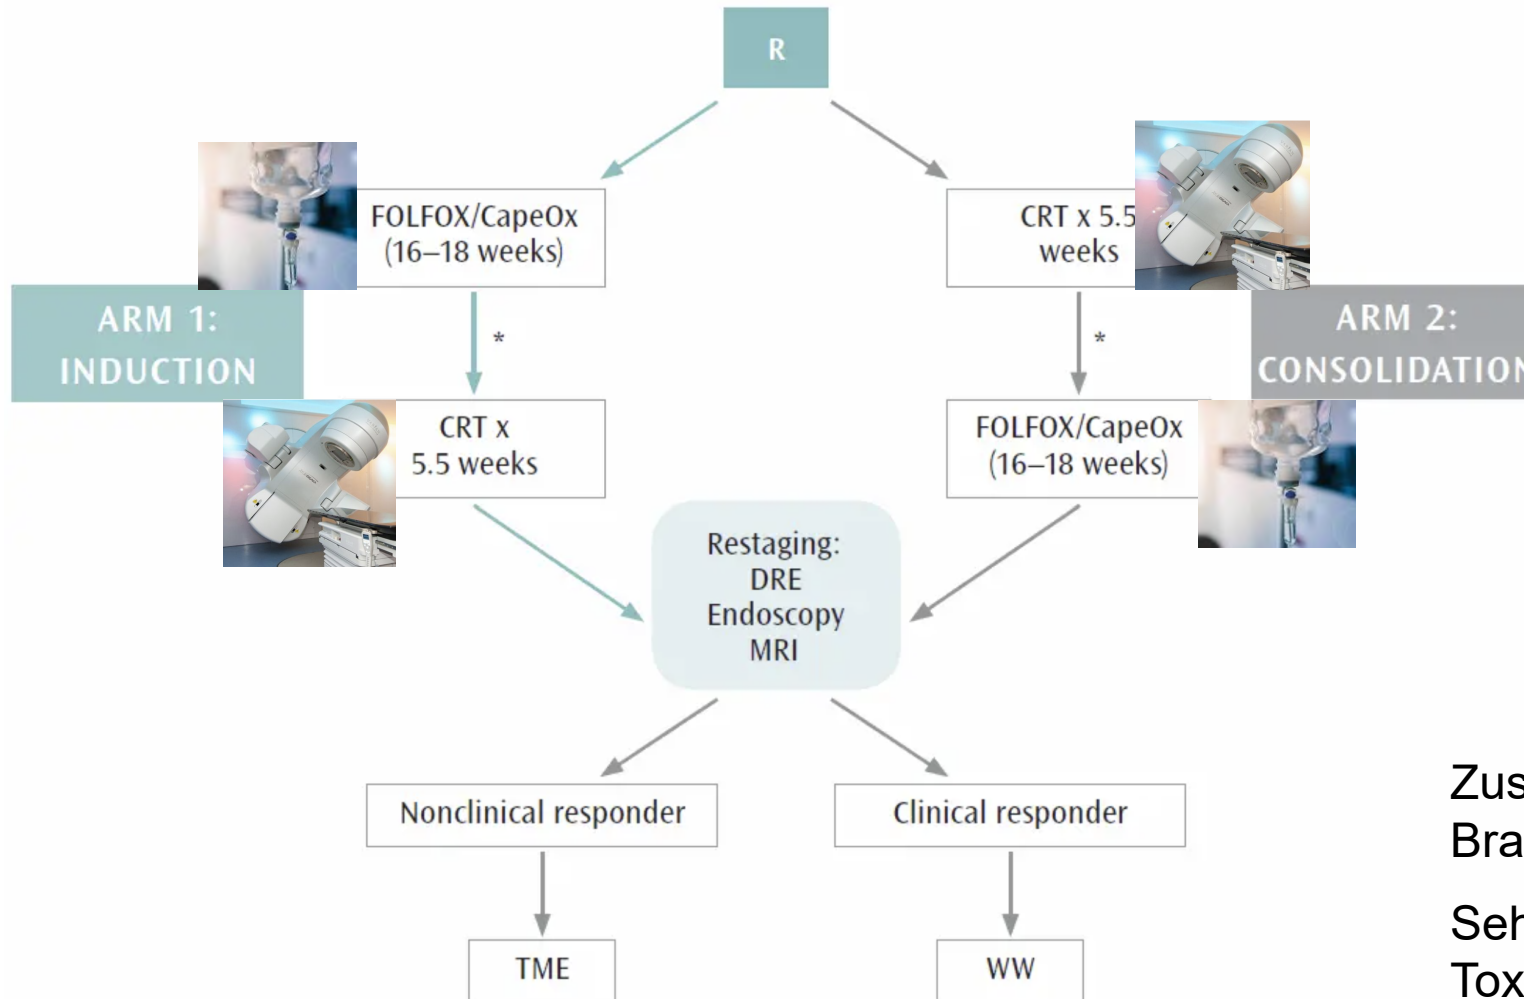 R
FOLFOX/CapeOx
(16–18 weeks)
CRT x 5.5
weeks
ARM 1:
INDUCTION
*
*
ARM 2:
CONSOLIDATION
CRT x
5.5 weeks
FOLFOX/CapeOx
(16–18 weeks)
Restaging:
DRE
Endoscopy
MRI
Nonclinical responder
Clinical responder
TME
WW